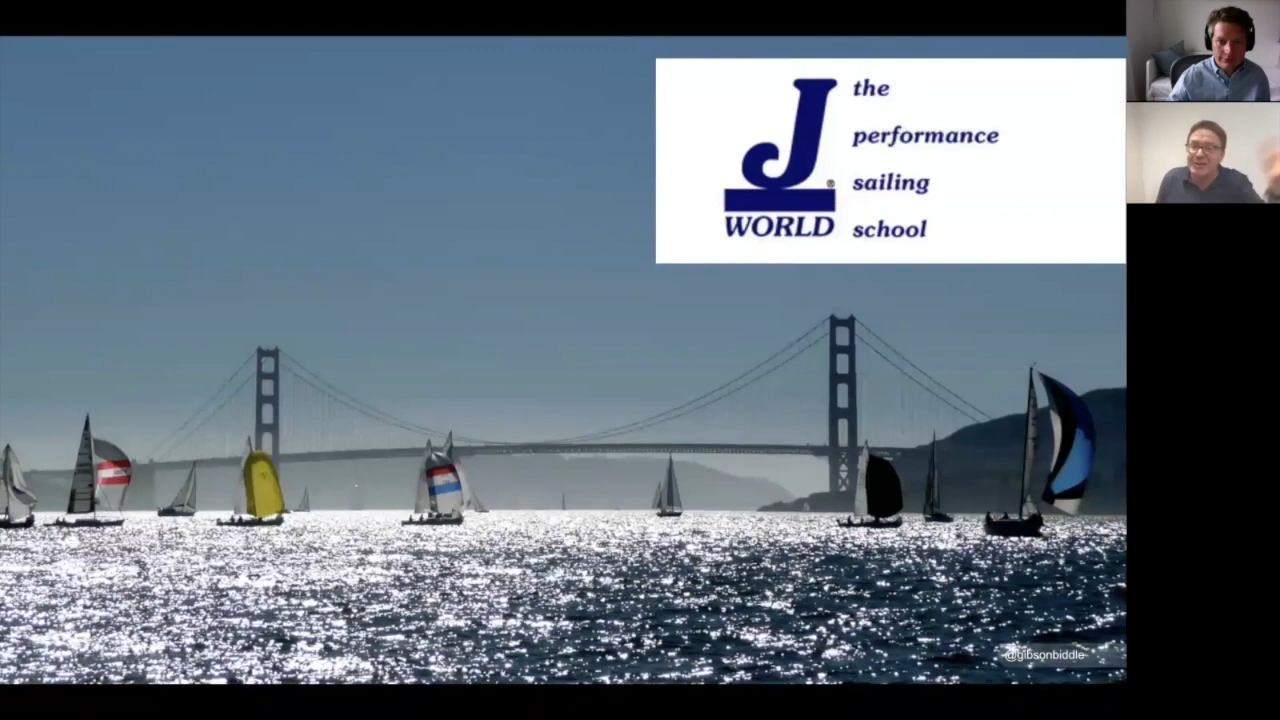 J
®
WORLD
the
performance
sailing
school
@gibsonbiddle